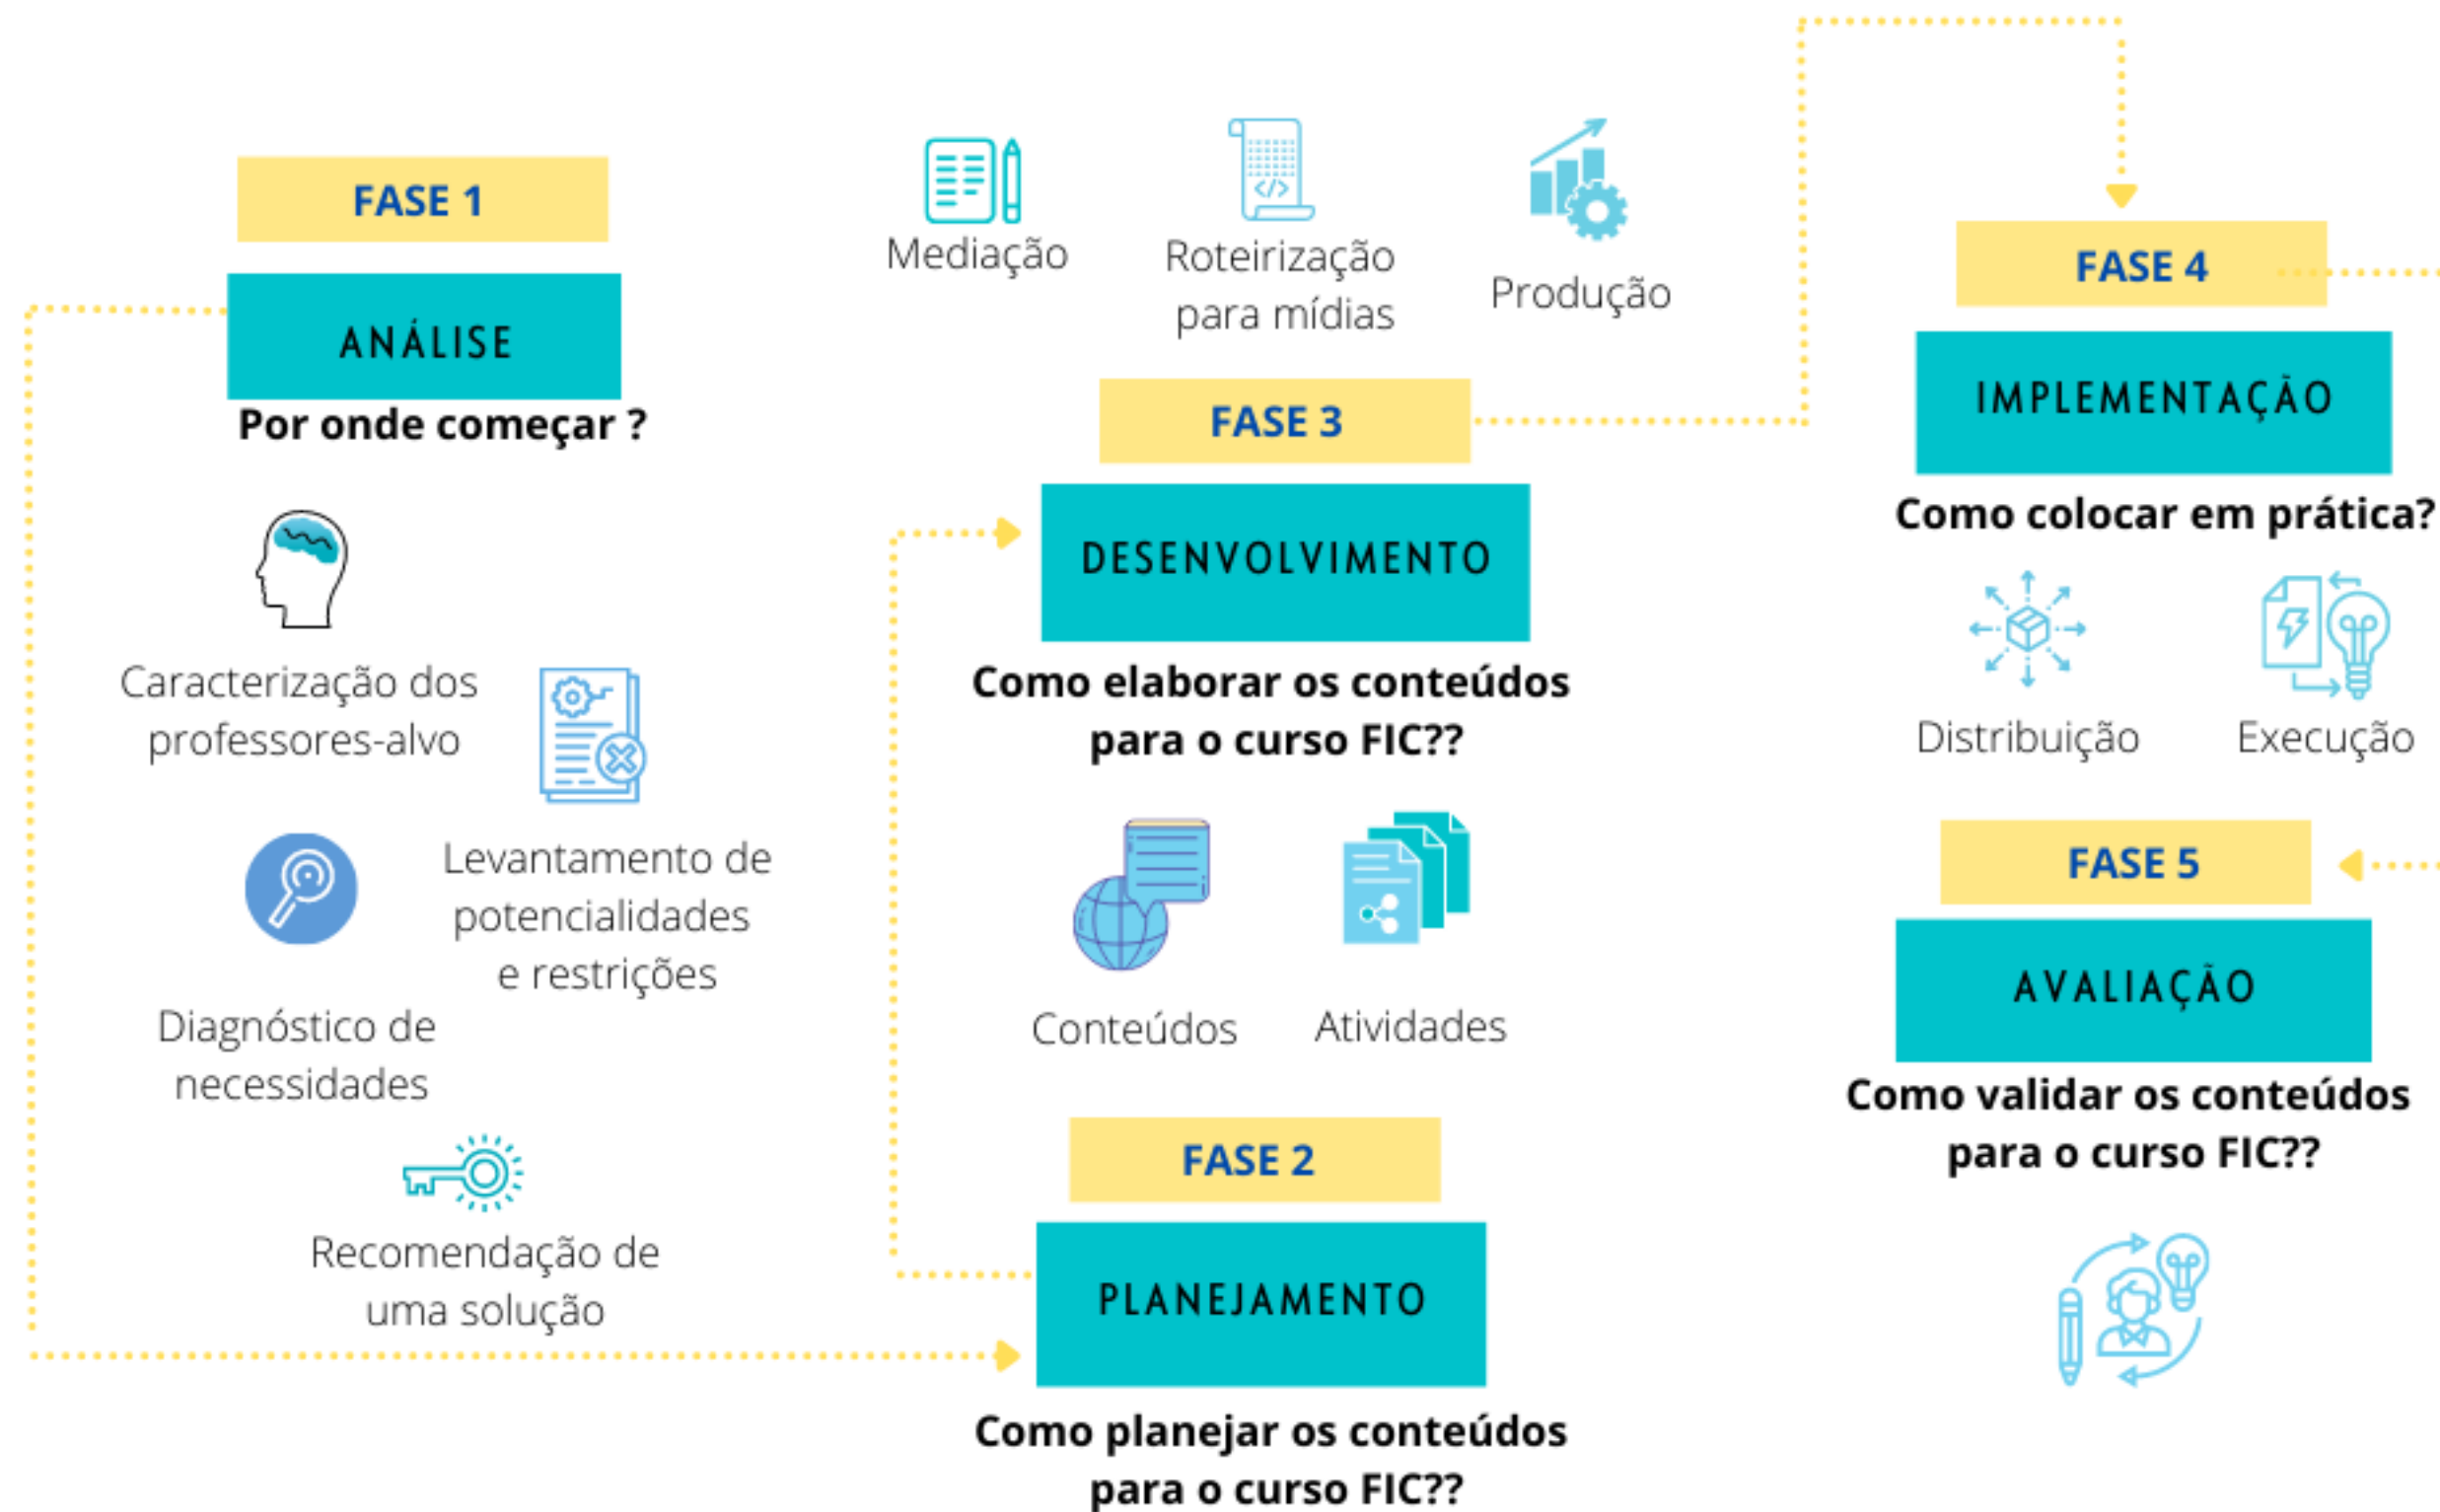 FASE 1
ANÁLISE
Por onde começar ?
Caracterização dos
professores-alvo
Levantamento de
potencialidades
e restrições
Diagnóstico de
necessidades
Recomendação de
uma solução
Mediação
Roteirização
para mídias
Produção
FASE 3
DESENVOLVIMENTO
Como elaborar os conteúdos
para o curso FIC??
Conteúdos
Atividades
FASE 2
PLANEJAMENTO
Como planejar os conteúdos
para o curso FIC??
FASE 4
IMPLEMENTAÇÃO
Como colocar em prática?
Distribuição
Execução
FASE 5
AVALIAÇÃO
Como validar os conteúdos
para o curso FIC??